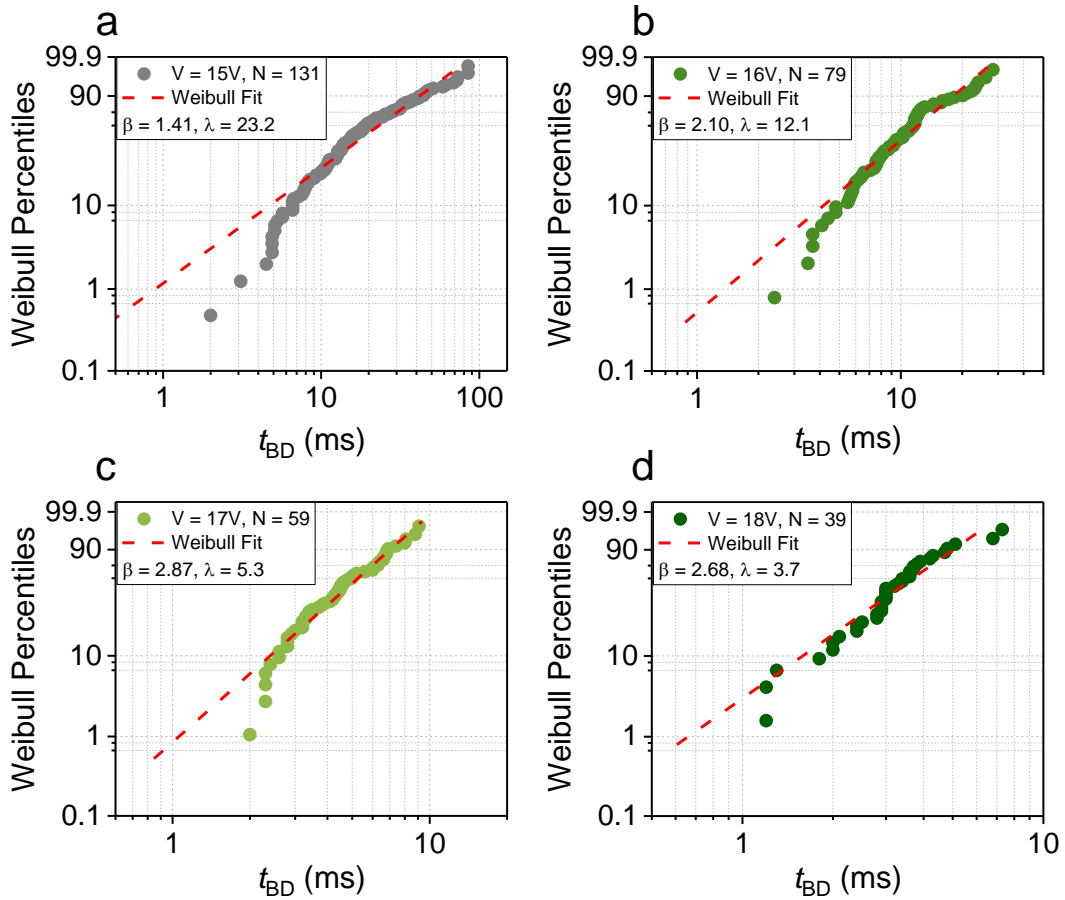 a
99.9
90
10
1
0.1
Weibull Percentiles
V = 15V, N = 131
Weibull Fit
β = 1.41, λ = 23.2
1
10
100
tBD (ms)
b
99.9
90
10
1
0.1
Weibull Percentiles
V = 16V, N = 79
Weibull Fit
β = 2.10, λ = 12.1
1
10
tBD (ms)
c
99.9
90
10
1
0.1
Weibull Percentiles
V = 17V, N = 59
Weibull Fit
β = 2.87, λ = 5.3
1
10
tBD (ms)
d
99.9
90
10
1
0.1
Weibull Percentiles
V = 18V, N = 39
Weibull Fit
β = 2.68, λ = 3.7
1
10
tBD (ms)